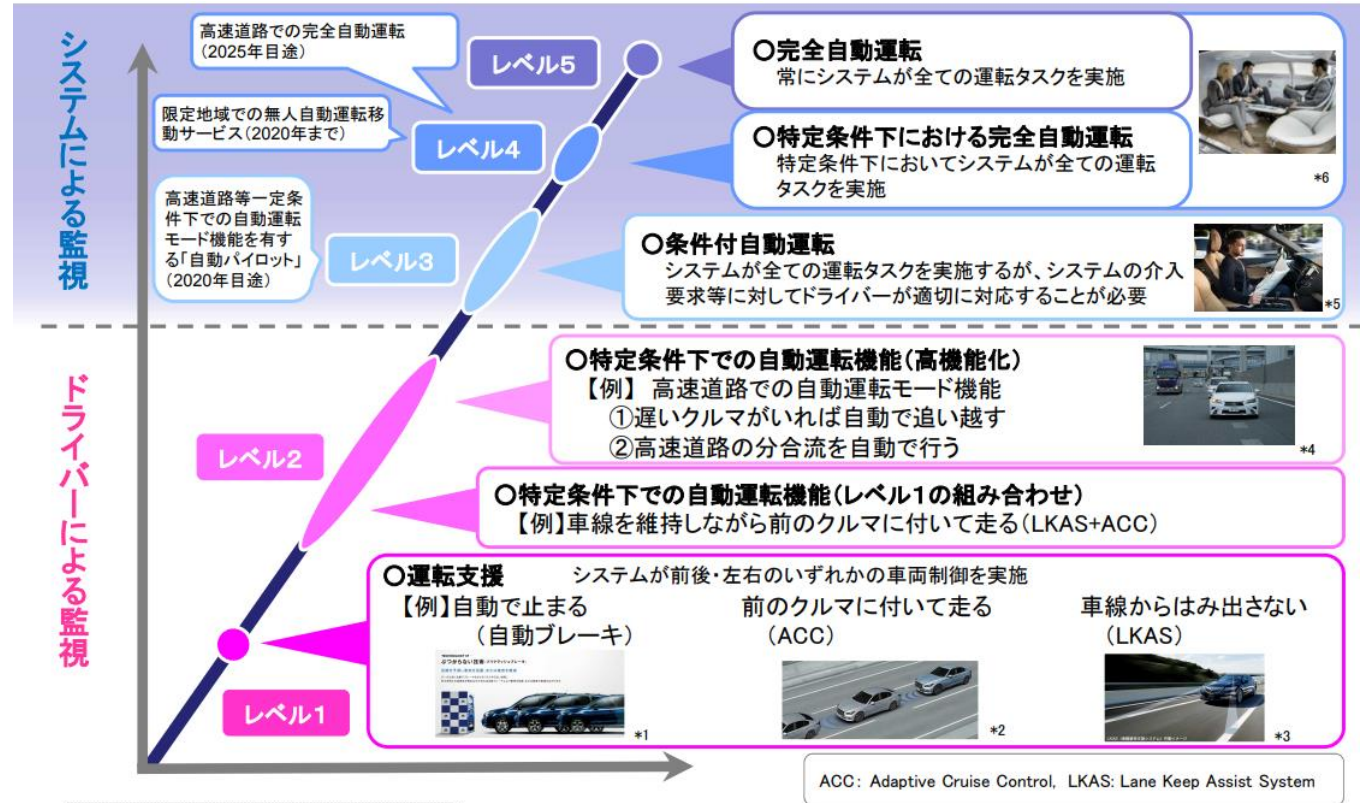 システムによる監視
高速道路での完全自動運転
(2025年目途)
レベル5
○完全自動運転
常にシステムが全ての運転タスクを実施
限定地域での無人自動運転移
動サービス(2020年まで)
レベル4
○特定条件下における完全自動運転
特定条件下においてシステムが全ての運転
タスクを実施
*6
高速道路等一定条
件下での自動運転
モード機能を有す
る「自動パイロット」
(2020年目途)
レベル3
○条件付自動運転
システムが全ての運転タスクを実施するが、システムの介入
要求等に対してドライバーが適切に対応することが必要
*5
ドライバーによる監視
○特定条件下での自動運転機能(高機能化)
【例】 高速道路での自動運転モード機能
①遅いクルマがいれば自動で追い越す
②高速道路の分合流を自動で行う
*4
レベル2
○特定条件下での自動運転機能(レベル1の組み合わせ)
【例】車線を維持しながら前のクルマに付いて走る(LKAS+ACC)
○運転支援 システムが前後・左右のいずれかの車両制御を実施
【例】自動で止まる
(自動ブレーキ)
前のクルマに付いて走る
(ACC)
車線からはみ出さない
(LKAS)
レベル1
*1
*2
*3
ACC: Adaptive Cruise Control, LKAS: Lane Keep Assist System